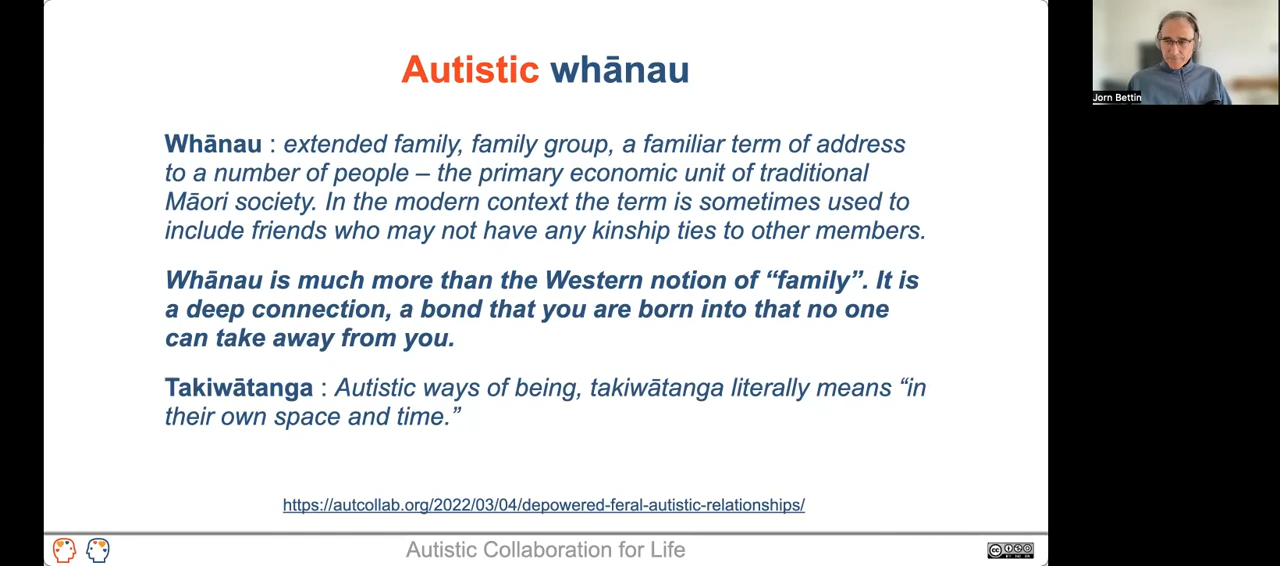 Autistic whānau
Whānau : extended family, family group, a familiar term of address
to a number of people – the primary economic unit of traditional
Māori society. In the modern context the term is sometimes used to
include friends who may not have any kinship ties to other members.
Whānau is much more than the Western notion of “family”. It is
a deep connection, a bond that you are born into that no one
can take away from you.
Takiwātanga : Autistic ways of being, takiwātanga literally means “in
their own space and time.”
https://autcollab.org/2022/03/04/depowered-feral-autistic-relationships/
Autistic Collaboration for Life
cc
Jorn Bettin